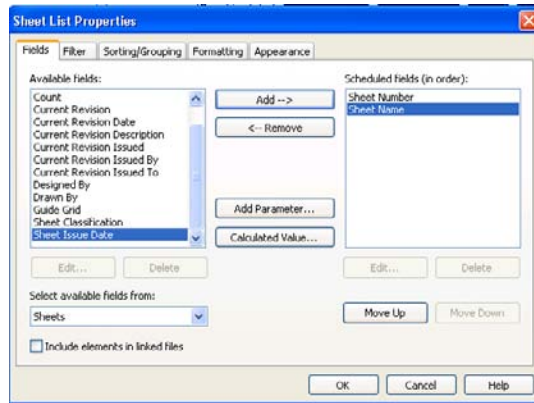 Sheet List Properties
Fields Filter Sorting/Grouping Formatting Appearance
Available fields:
Count
Current Revision
Current Revision Date
Current Revision Description
Current Revision Issued
Current Revision Issued By
Current Revision Issued To
Designed By
Drawn By
Guide Grid
Sheet Classification
Sheet Issue Date
Add -->
<-- Remove
Add Parameter...
Calculated Value...
Scheduled fields (in order):
Sheet Number
Sheet Name
Edit... Delete
Edit... Delete
Select available fields from:
Sheets
Move Up Move Down
Include elements in linked files
OK Cancel Help